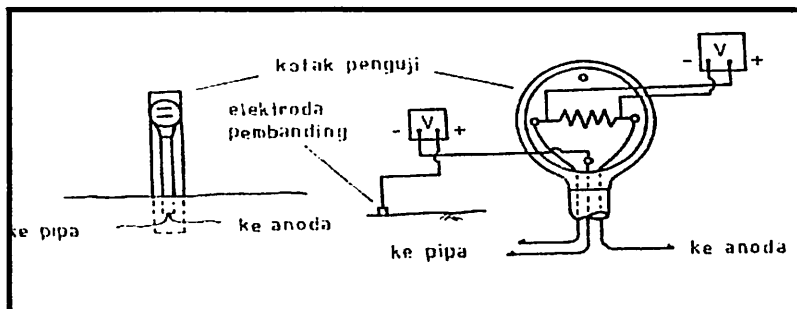 kotak penguji
elektroda
pembanding
- V +
- V +
ke pipa
ke anoda
ke pipa
ke anoda